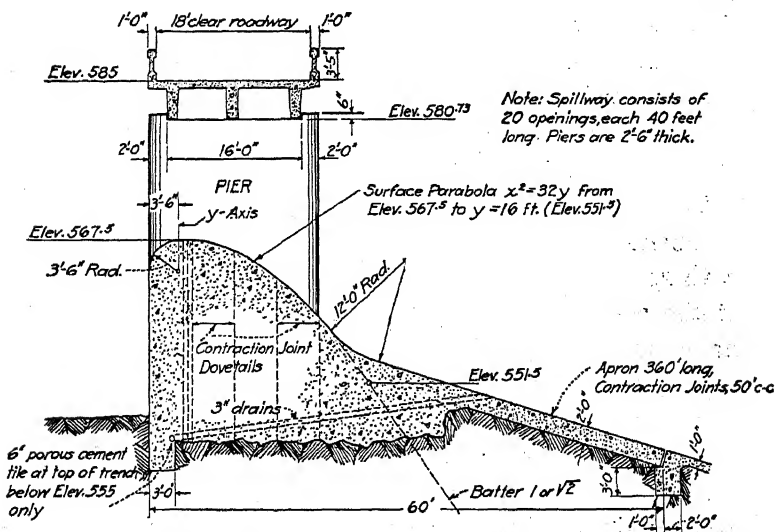 1'-0" 18' clear roadway 1'-0"
3'-5"
Elev. 585
6"
Elev. 580.73
Note: Spillway consists of
20 openings, each 40 feet
long. Piers are 2'-6" thick.
2'-0" 16'-0" 2'-0"
PIER
3'-6"
y-Axis
Surface Parabola x²=32y from
Elev. 567.5 to y=16 ft. (Elev. 551.5)
Elev. 567.5
3'-6" Rad.
12'-0" Rad.
Contraction Joint
Dovetails
Elev. 551.5
Apron 360' long,
Contraction Joints, 50' c-c
3" drains
2'-0"
6" porous cement
tile at top of trench
below Elev. 555
only
3'-0
60'
Batter 1 or √2
3'-0"
1'-0"
1'-0" 2'-0"